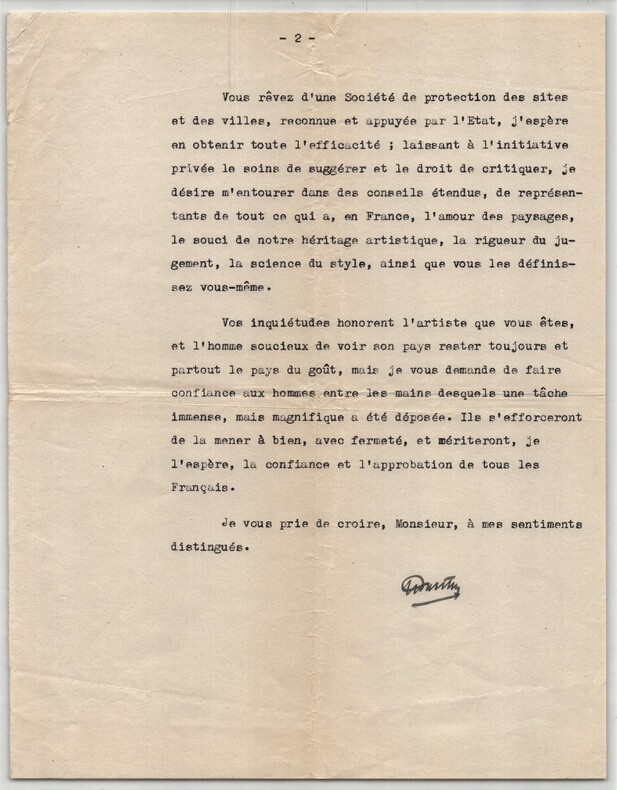 - 2 -
Vous rêvez d'une Société de protection des sites
et des villes, reconnue et appuyée par l'Etat, j'espère
en obtenir toute l'efficacité ; laissant à l'initiative
privée le soins de suggérer et le droit de critiquer, je
désire m'entourer dans des conseils étendus, de représen-
tants de tout ce qui a, en France, l'amour des paysages,
le souci de notre héritage artistique, la rigueur du ju-
gement, la science du style, ainsi que vous les définis-
sez vous-même.
Vos inquiétudes honorent l'artiste que vous êtes,
et l'homme soucieux de voir son pays rester toujours et
partout le pays du goût, mais je vous demande de faire
confiance aux hommes entre les mains desquels une tâche
immense, mais magnifique a été déposée. Ils s'efforceront
de la mener à bien, avec fermeté, et mériteront, je
l'espère, la confiance et l'approbation de tous les
Français.
Je vous prie de croire, Monsieur, à mes sentiments
distingués.